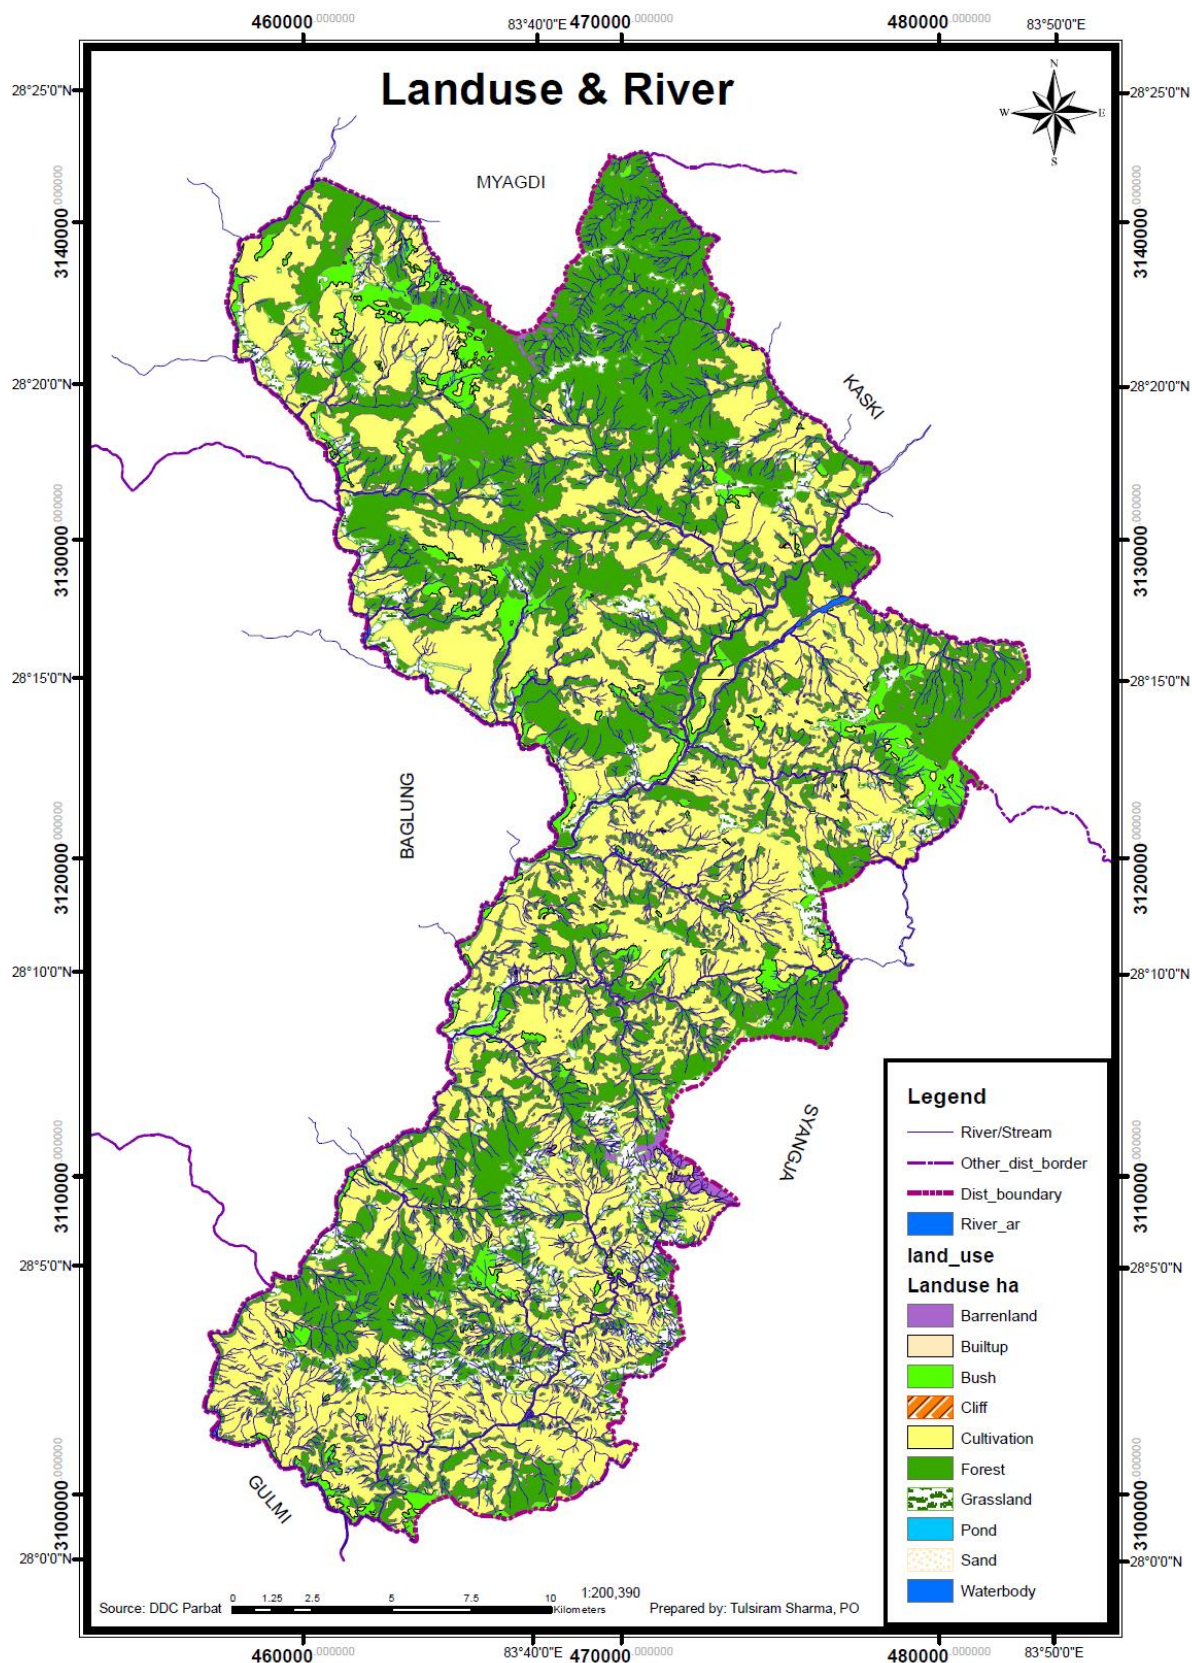 460000.000000 83°40'0"E 470000.000000 480000.000000 83°50'0"E
Landuse & River
N
W E
S
28°25'0"N 28°25'0"N
MYAGDI
3140000.000000 3140000.000000
28°20'0"N 28°20'0"N
KASKI
3130000.000000 3130000.000000
28°15'0"N 28°15'0"N
BAGLUNG
3120000.000000 3120000.000000
28°10'0"N 28°10'0"N
SYANGJA
3110000.000000 3110000.000000
28°5'0"N 28°5'0"N
GULMI
3100000.000000 3100000.000000
28°0'0"N 28°0'0"N
Legend
River/Stream
Other_dist_border
Dist_boundary
River_ar
land_use
Landuse ha
Barrenland
Builtup
Bush
Cliff
Cultivation
Forest
Grassland
Pond
Sand
Waterbody
0 1.25 2.5 5 7.5 10
Kilometers
1:200,390
Source: DDC Parbat
Prepared by: Tulsiram Sharma, PO
460000.000000 83°40'0"E 470000.000000 480000.000000 83°50'0"E